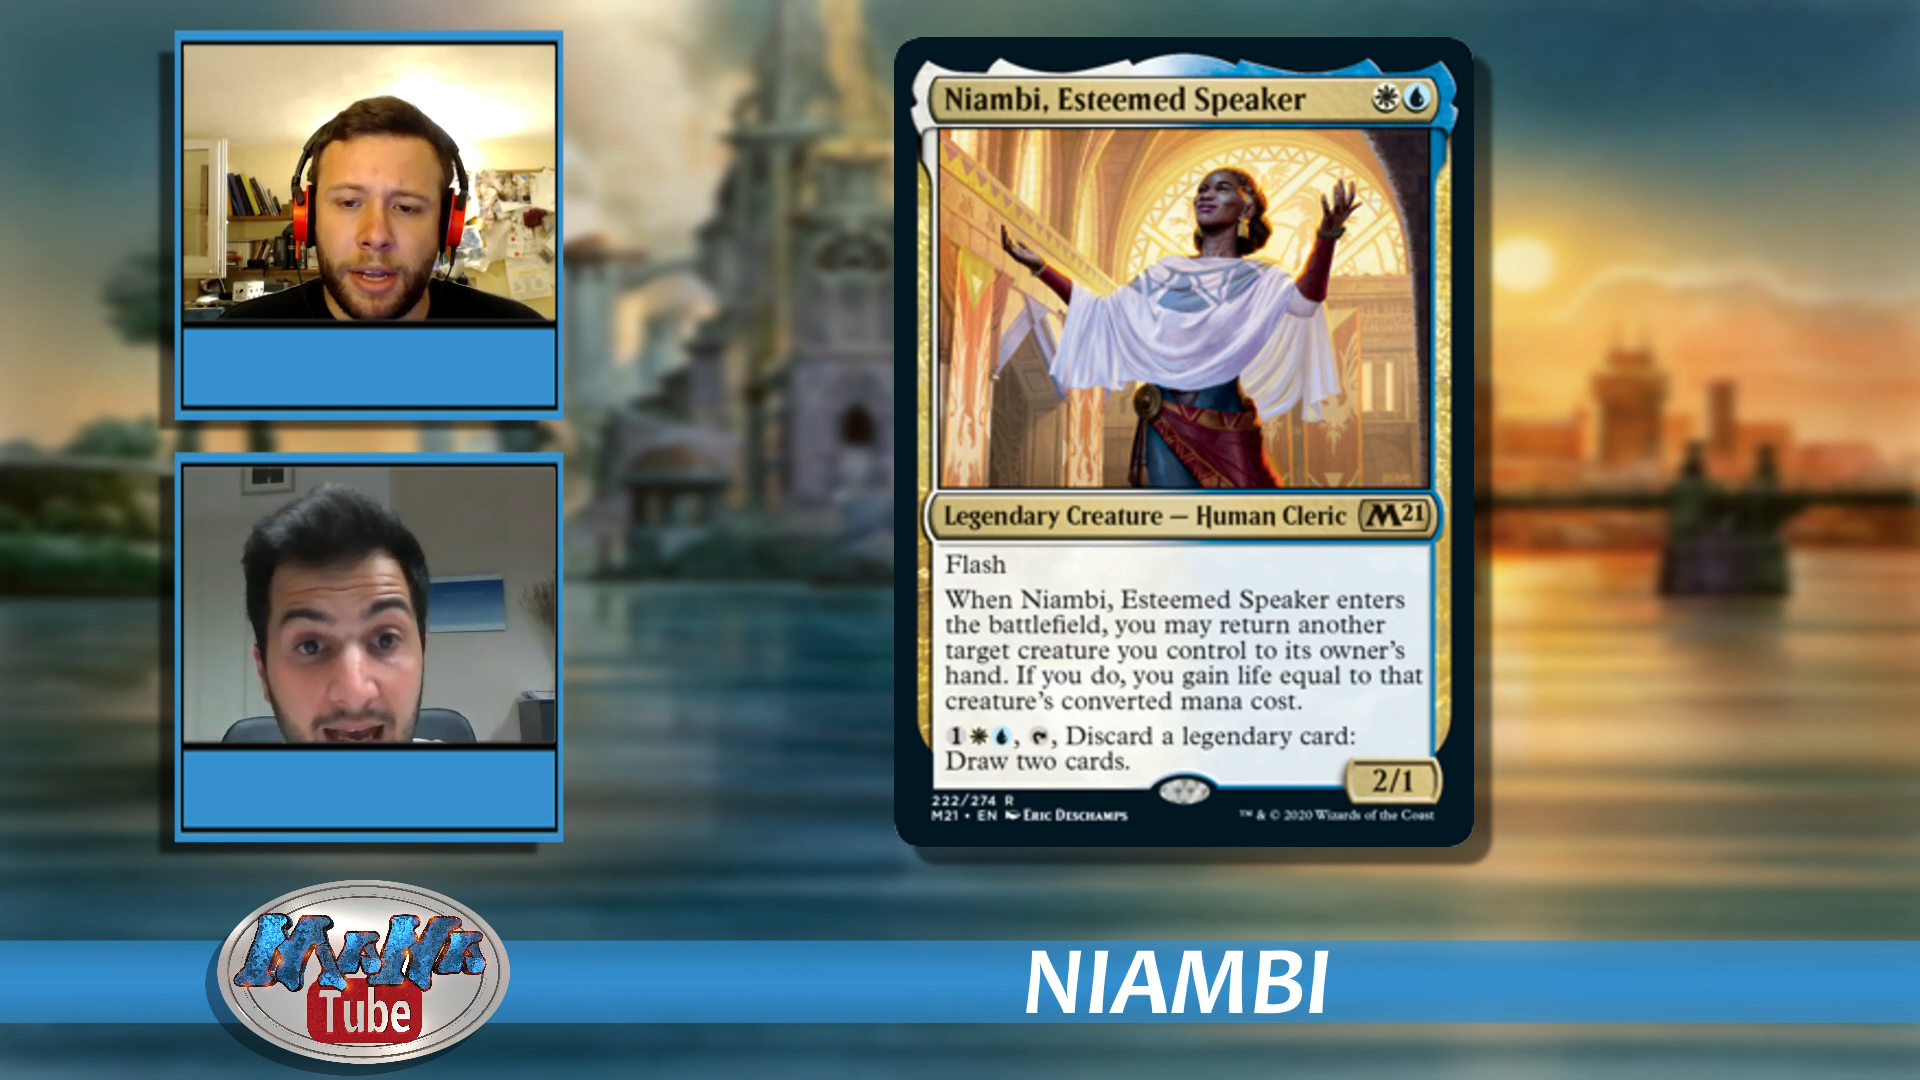 Niambi, Esteemed Speaker
Legendary Creature — Human Cleric M21
Flash
When Niambi, Esteemed Speaker enters
the battlefield, you may return another
target creature you control to its owner's
hand. If you do, you gain life equal to that
creature's converted mana cost.
1 , , Discard a legendary card:
Draw two cards.
2/1
222/274 R
M21 • EN Eric Deschamps
™ & © 2020 Wizards of the Coast
MaNa
Tube
NIAMBI